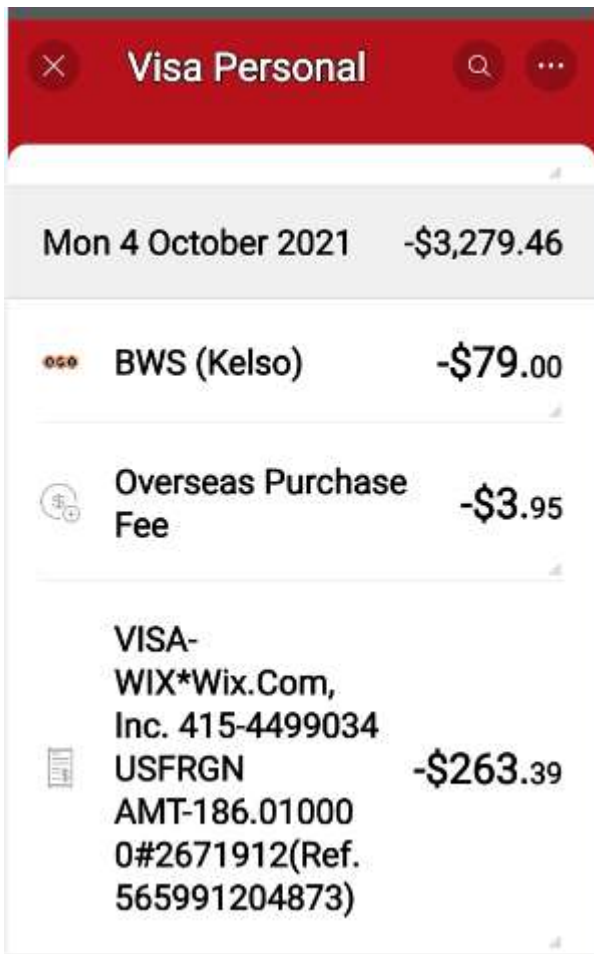 Visa Personal
Mon 4 October 2021 -$3,279.46
BWS (Kelso) -$79.00
Overseas Purchase
Fee -$3.95
VISA-
WIX*Wix.Com,
Inc. 415-4499034
USFRGN -$263.39
AMT-186.01000
0#2671912(Ref.
565991204873)